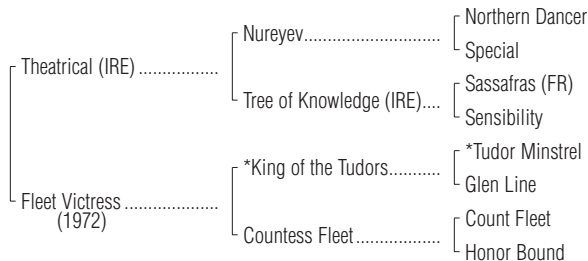 Northern Dancer
Nureyev
Special
Theatrical (IRE)
Sassafras (FR)
Tree of Knowledge (IRE)
Sensibility
*Tudor Minstrel
*King of the Tudors
Glen Line
Fleet Victress
(1972)
Count Fleet
Countess Fleet
Honor Bound